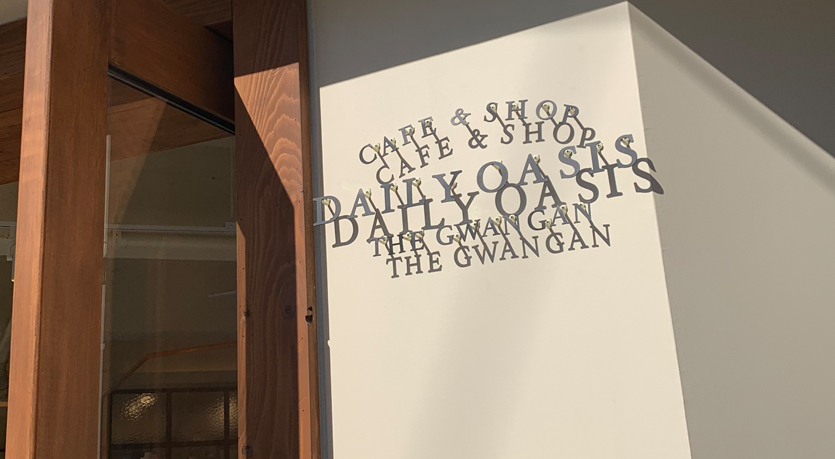 CAFE & SHOP
DAILY OASIS
THE GWANGAN